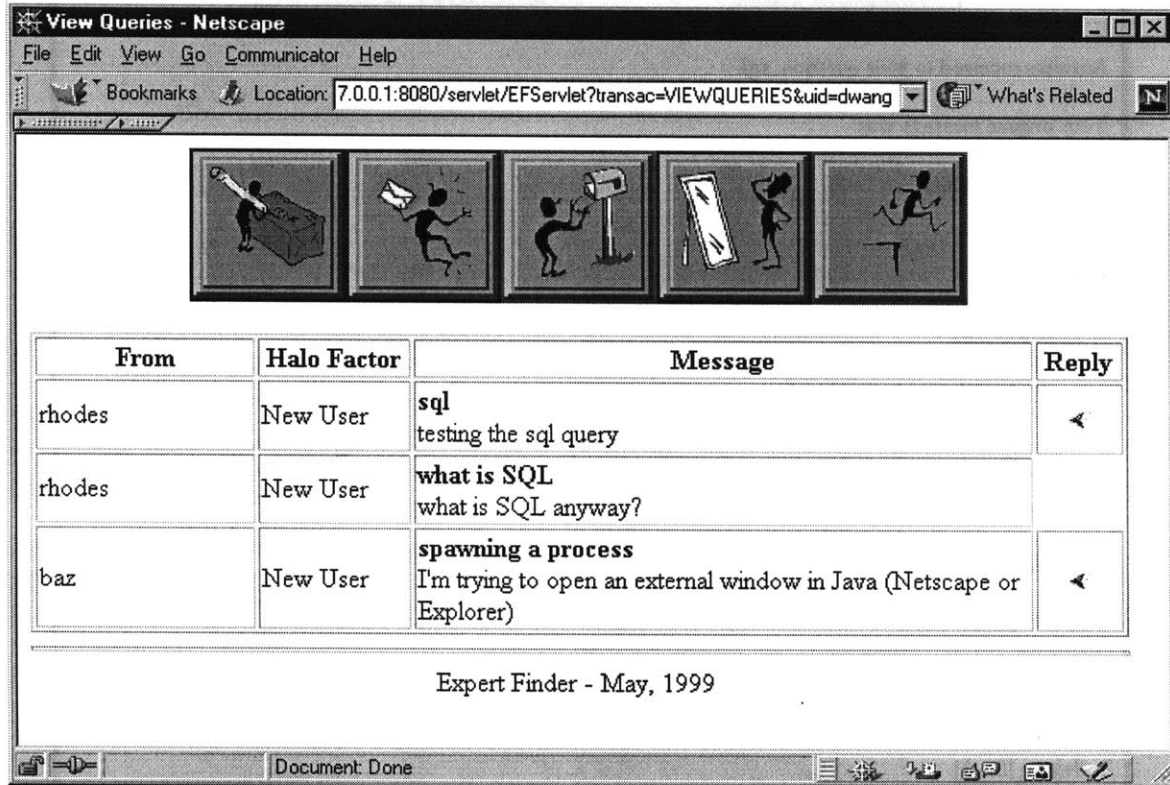 View Queries - Netscape
File Edit View Go Communicator Help
Bookmarks Location: 7.0.0.1:8080/servlet/EFServlet?transac=VIEWQUERIES&uid=dwang What's Related N
From Halo Factor Message Reply
rhodes New User sql
testing the sql query
rhodes New User what is SQL
what is SQL anyway?
baz New User spawning a process
I'm trying to open an external window in Java (Netscape or
Explorer)
Expert Finder - May, 1999
Document: Done